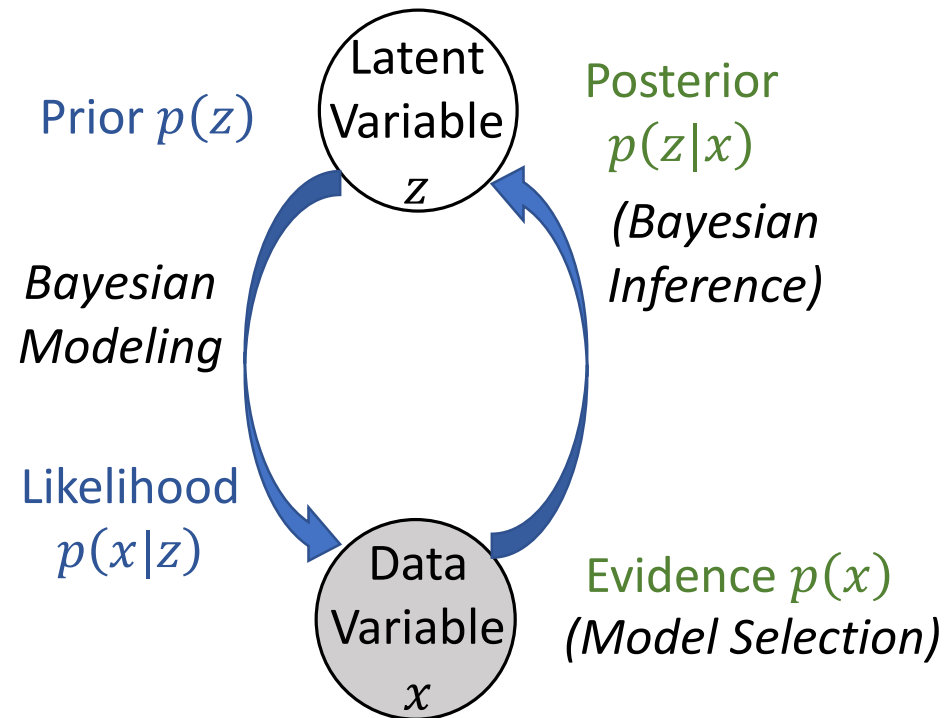 Latent
Variable
z
Prior p(z)
Posterior
p(z|x)
(Bayesian
Inference)
Bayesian
Modeling
Likelihood
p(x|z)
Data
Variable
x
Evidence p(x)
(Model Selection)